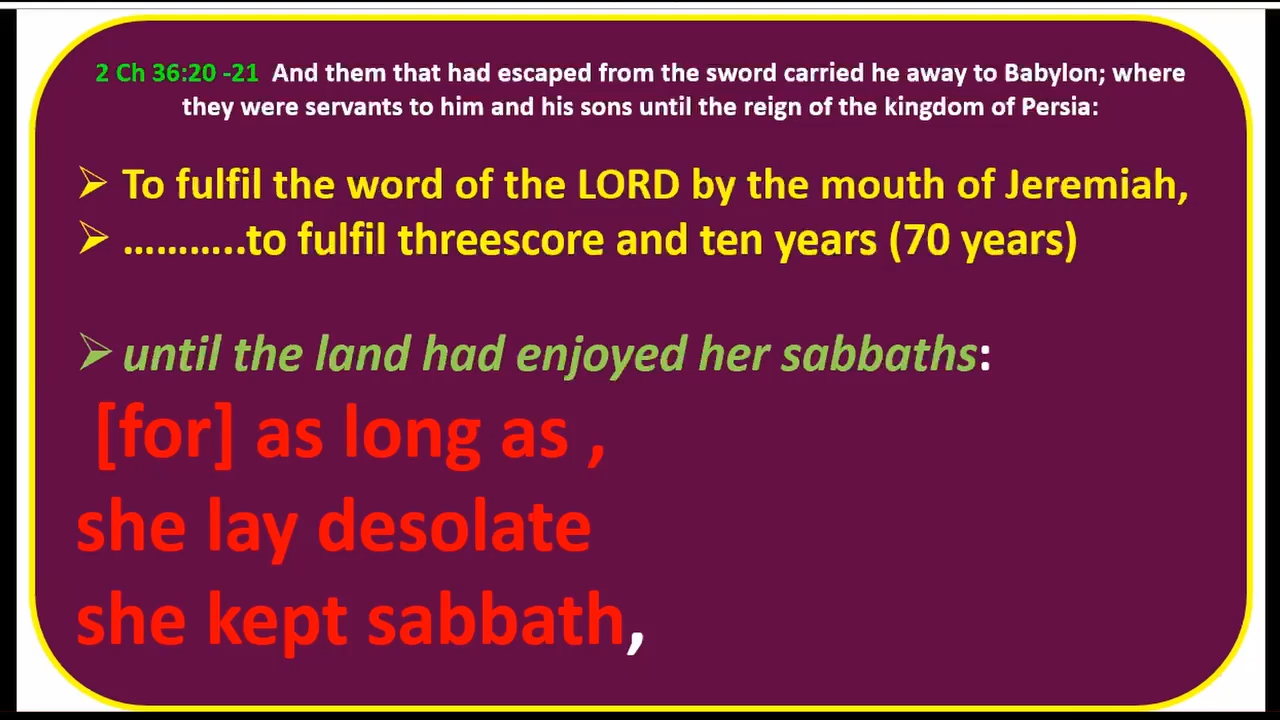 2 Ch 36:20 -21 And them that had escaped from the sword carried he away to Babylon; where
they were servants to him and his sons until the reign of the kingdom of Persia:
➢ To fulfil the word of the LORD by the mouth of Jeremiah,
➢ ………..to fulfil threescore and ten years (70 years)
➢ until the land had enjoyed her sabbaths:
[for] as long as ,
she lay desolate
she kept sabbath,